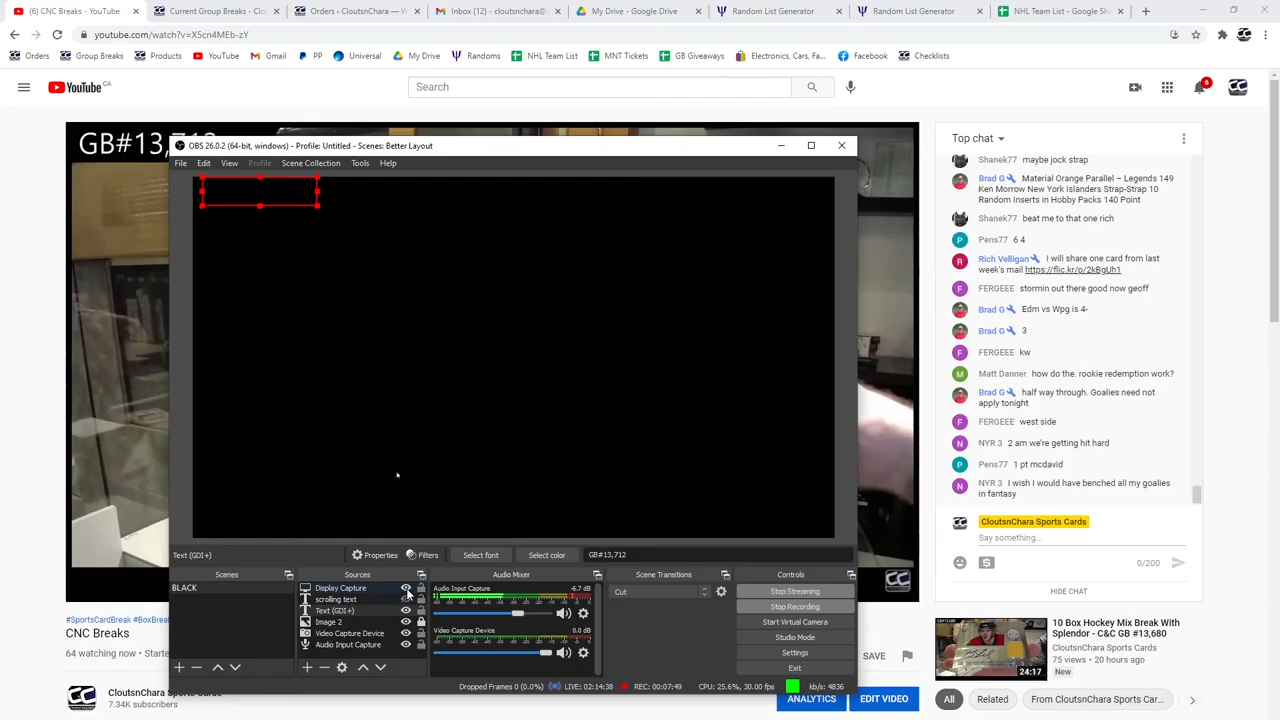 (6) CNC Breaks - YouTube
Current Group Breaks - Clo
Orders ‹ CloutsnChara — W
Inbox (12) - cloutsnchara@
My Drive - Google Drive
Random List Generator
Random List Generator
NHL Team List - Google She
youtube.com/watch?v=X5cn4MEb-zY
Orders
Group Breaks
Products
YouTube
Gmail
PP
Universal
My Drive
Randoms
NHL Team List
MNT Tickets
GB Giveaways
Electronics, Cars, Fa...
Facebook
Checklists
YouTube CA
Search
6
GB#13,712
OBS 26.0.2 (64-bit, windows) - Profile: Untitled - Scenes: Better Layout
File Edit View Profile Scene Collection Tools Help
Text (GDI+)
Properties
Filters
Select font
Select color
GB#13,712
Scenes
Sources
Audio Mixer
Scene Transitions
Controls
BLACK
Display Capture
scrolling text
Text (GDI+)
Image 2
Video Capture Device
Audio Input Capture
Audio Input Capture -6.7 dB
Video Capture Device 0.0 dB
Cut
Stop Streaming
Stop Recording
Start Virtual Camera
Studio Mode
Settings
Exit
Dropped Frames 0 (0.0%)
LIVE: 02:14:38
REC: 00:07:49
CPU: 25.6%, 30.00 fps
kb/s: 4836
#SportsCardBreak #BoxB
CNC Breaks
64 watching · Starte
SAVE
CloutsnChara Sports Cards
7.34K subscribers
ANALYTICS
EDIT VIDEO
Top chat
Shanek77 maybe jock strap
Brad G Material Orange Parallel – Legends 149
Ken Morrow New York Islanders Strap-Strap 10
Random Inserts in Hobby Packs 140 Point
Shanek77 beat me to that one rich
Pens77 6 4
Rich Velligan I will share one card from last
week's mail https://flic.kr/p/2kBgUh1
FERGEEE stormin out there good now geoff
Brad G Edm vs Wpg is 4-
Brad G 3
FERGEEE kw
Matt Danner how do the. rookie redemption work?
Brad G half way through. Goalies need not
apply tonight
FERGEEE west side
NYR 3 2 am we're getting hit hard
Pens77 1 pt mcdavid
NYR 3 I wish I would have benched all my goalies
in fantasy
CloutsnChara Sports Cards
Say something...
0/200
HIDE CHAT
10 Box Hockey Mix Break With
Splendor - C&C GB #13,680
CloutsnChara Sports Cards
75 views • 20 hours ago
New
24:17
All
Related
From CloutsnChara Sports Car...